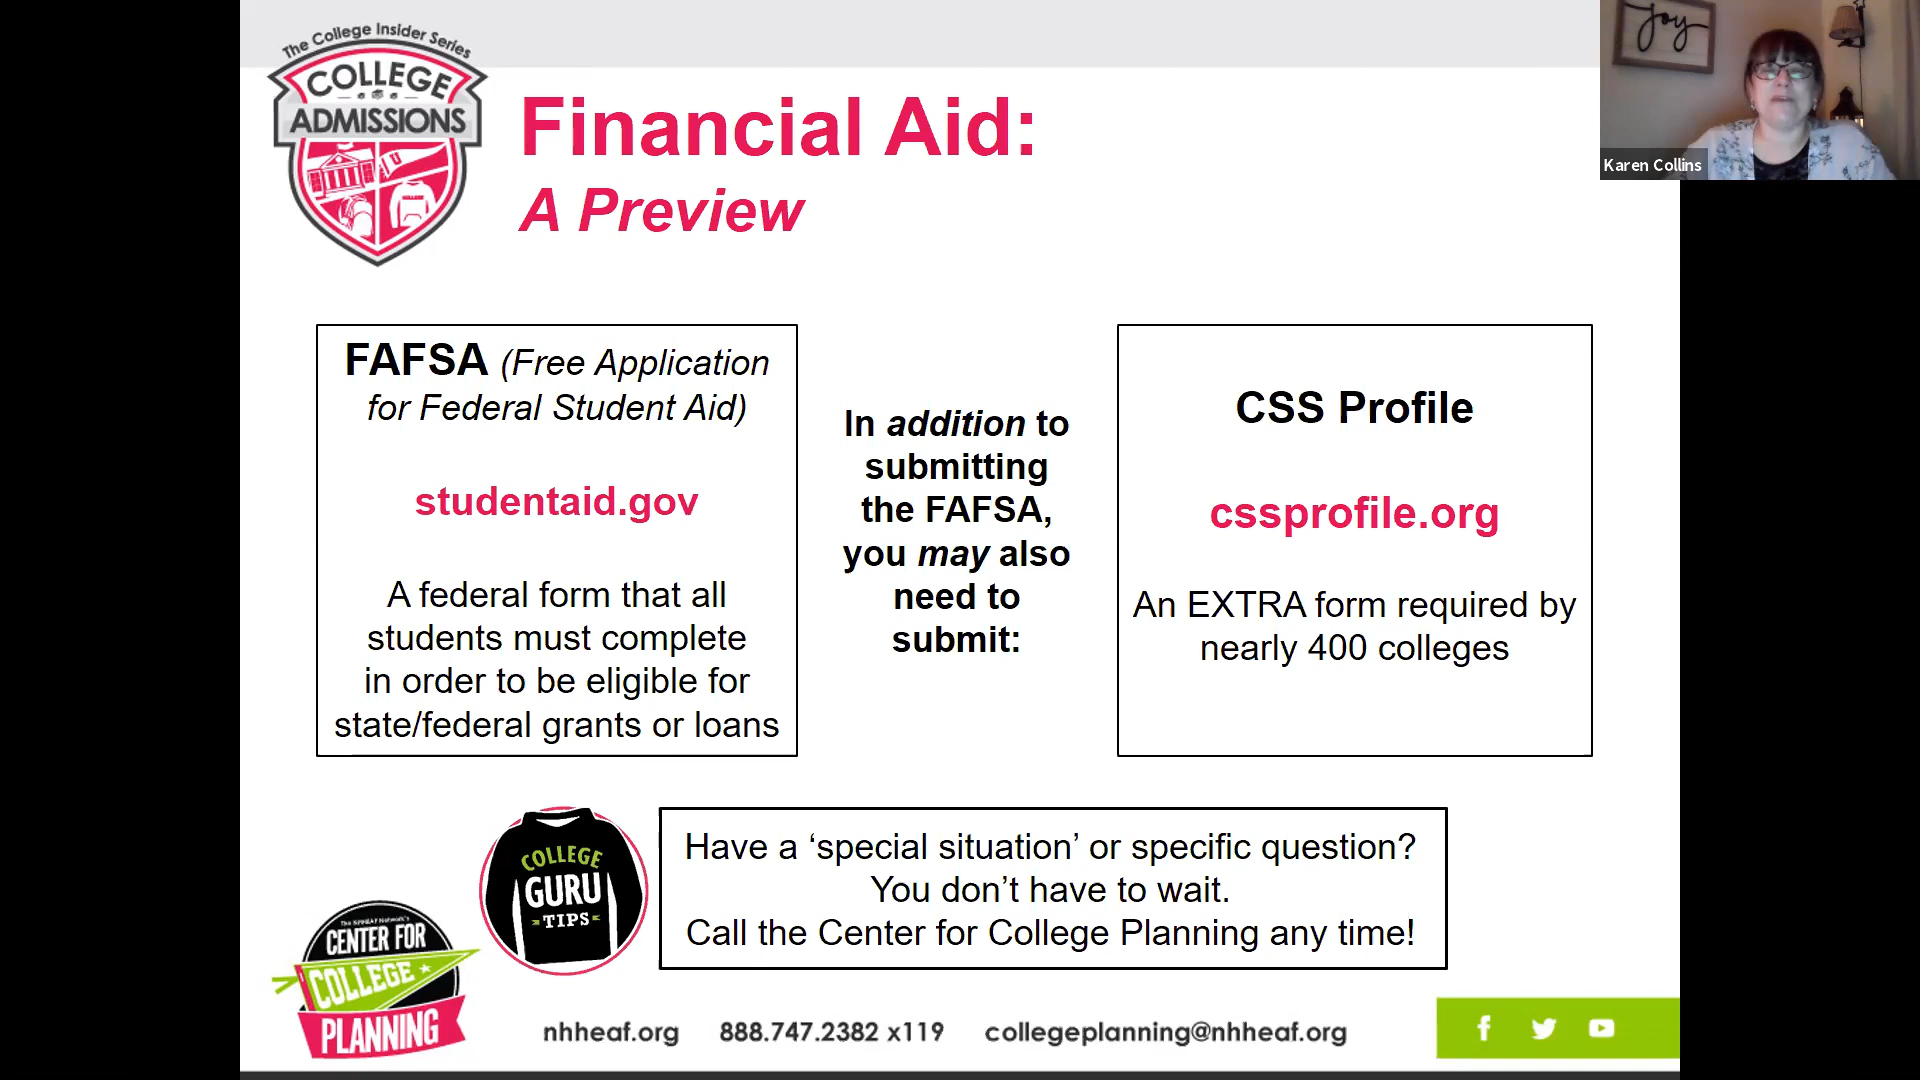 The College Insider Series
COLLEGE
ADMISSIONS
U
COLLEGE
Financial Aid:
A Preview
Joy
Karen Collins
FAFSA (Free Application
for Federal Student Aid)
studentaid.gov
A federal form that all
students must complete
in order to be eligible for
state/federal grants or loans
In addition to
submitting
the FAFSA,
you may also
need to
submit:
CSS Profile
cssprofile.org
An EXTRA form required by
nearly 400 colleges
COLLEGE
GURU
TIPS
Have a ‘special situation’ or specific question?
You don’t have to wait.
Call the Center for College Planning any time!
The NHHEAF Network's
CENTER FOR
COLLEGE
PLANNING
nhheaf.org 888.747.2382 x119 collegeplanning@nhheaf.org